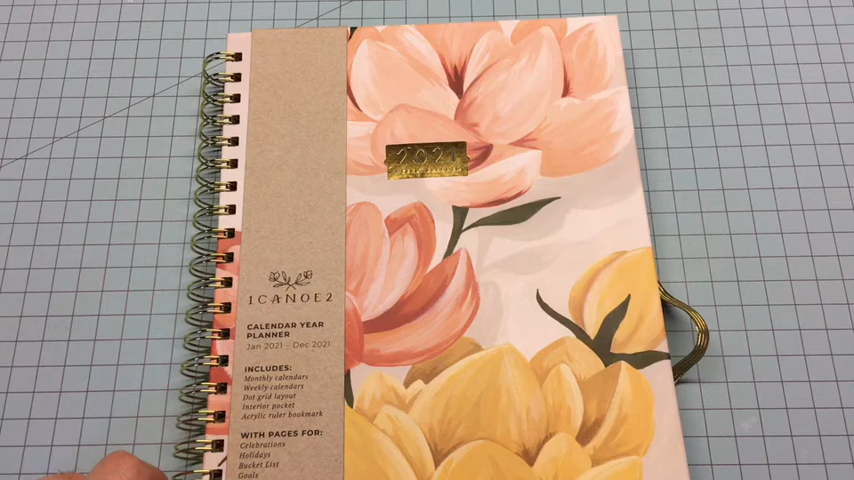 2021
1CANOE2
CALENDAR YEAR
PLANNER
Jan 2021 - Dec 2021
INCLUDES:
Monthly calendars
Weekly calendars
Dot grid layout
Interior pocket
Acrylic ruler bookmark
WITH PAGES FOR:
Celebrations
Holidays
Bucket List
Goals